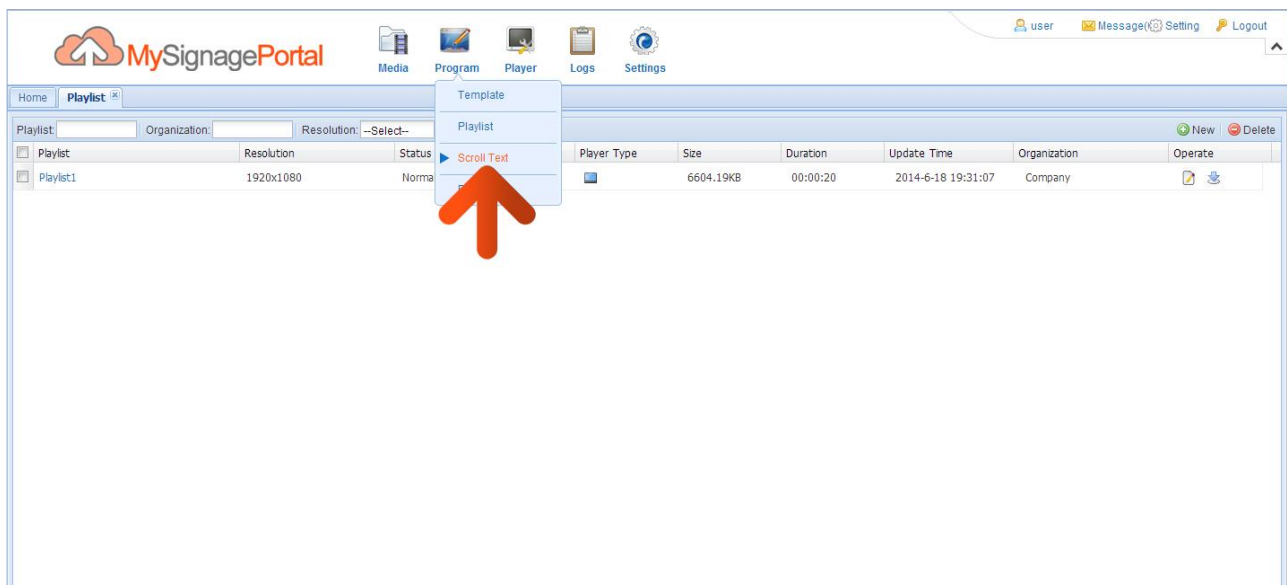 user Message( Setting Logout
MySignagePortal
Media Program Player Logs Settings
Home Playlist
Template
Playlist
Scroll Text
Playlist: Organization: Resolution: --Select-- New Delete
Playlist Resolution Status Player Type Size Duration Update Time Organization Operate
Playlist1 1920x1080 Norma 6604.19KB 00:00:20 2014-6-18 19:31:07 Company